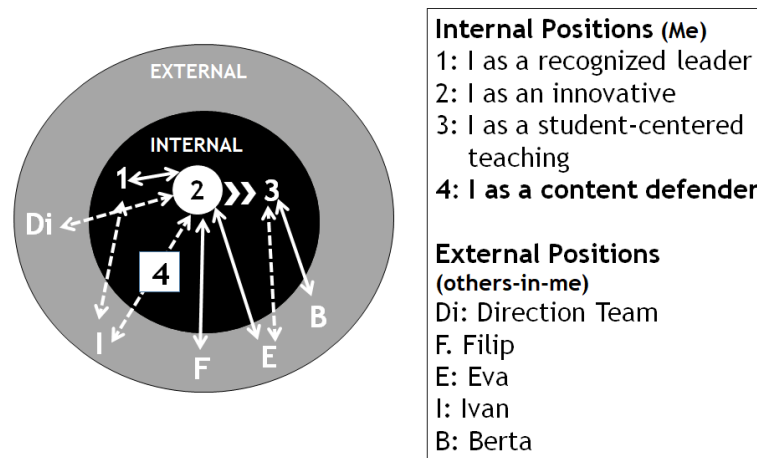 EXTERNAL
INTERNAL
1
2
3
Di
4
I
F
E
B
Internal Positions (Me)
1: I as a recognized leader
2: I as an innovative
3: I as a student-centered
teaching
4: I as a content defender
External Positions
(others-in-me)
Di: Direction Team
F. Filip
E: Eva
I: Ivan
B: Berta